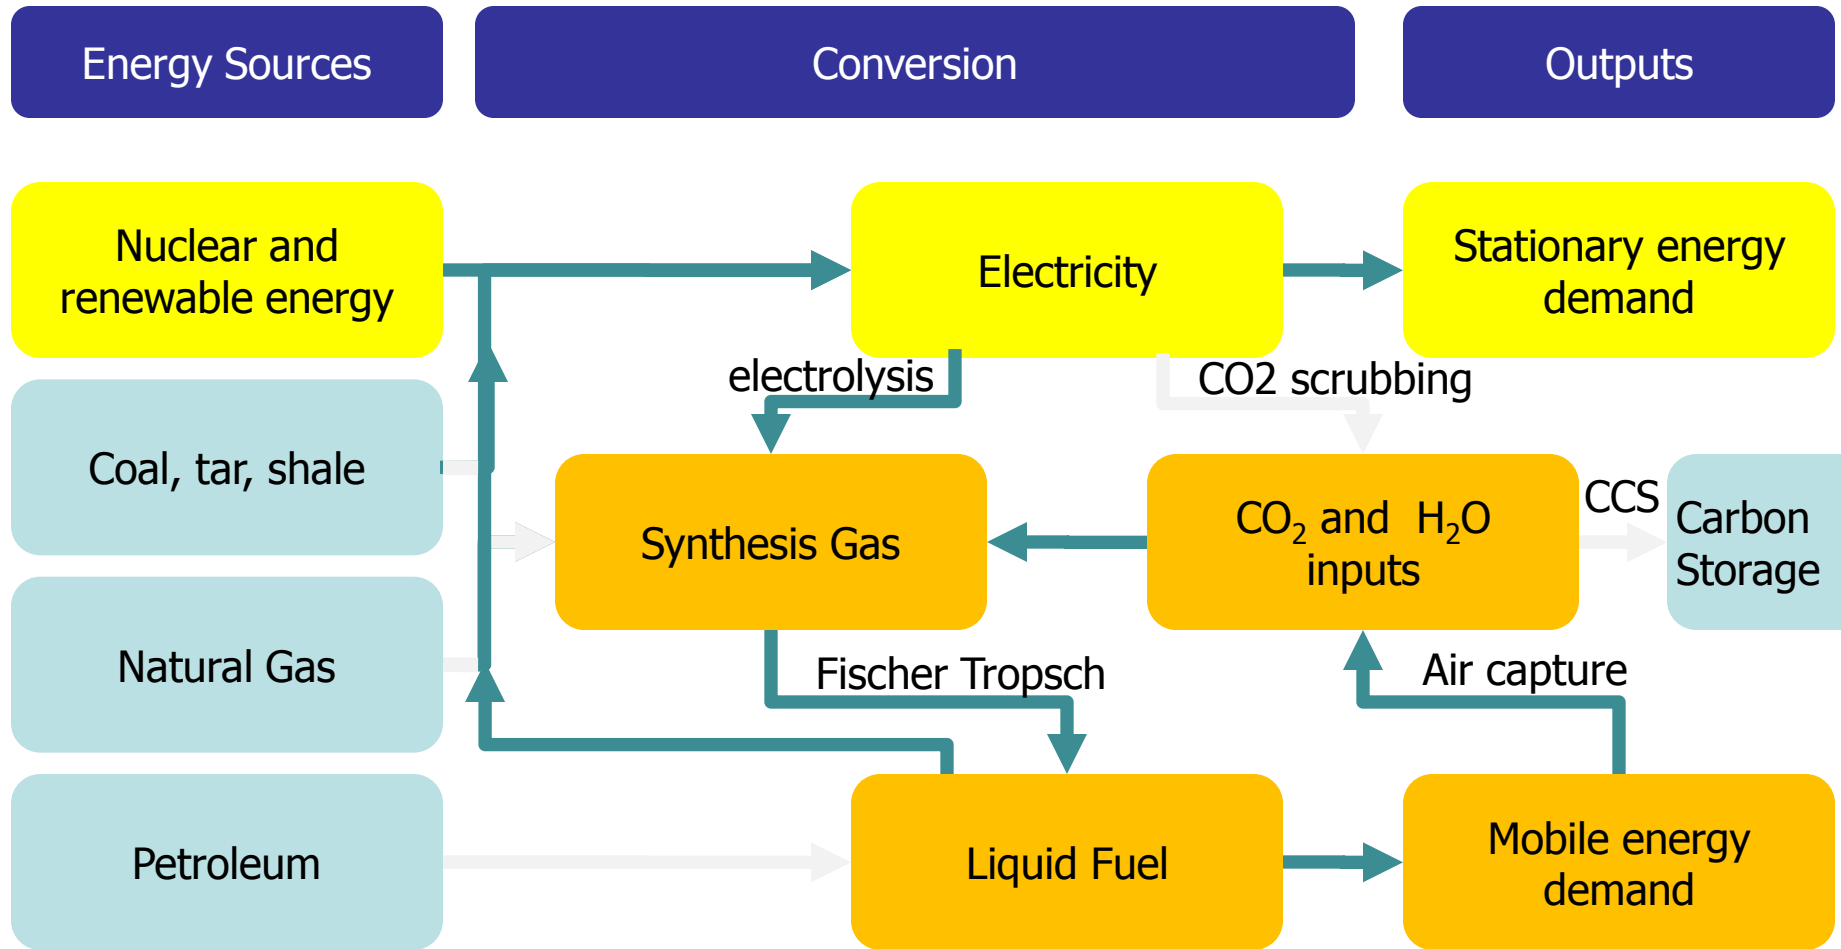 Energy Sources
Conversion
Outputs
Nuclear and
renewable energy
Electricity
Stationary energy
demand
electrolysis
CO2 scrubbing
Coal, tar, shale
Synthesis Gas
CO₂ and H₂O
inputs
CCS
Carbon
Storage
Natural Gas
Fischer Tropsch
Air capture
Petroleum
Liquid Fuel
Mobile energy
demand